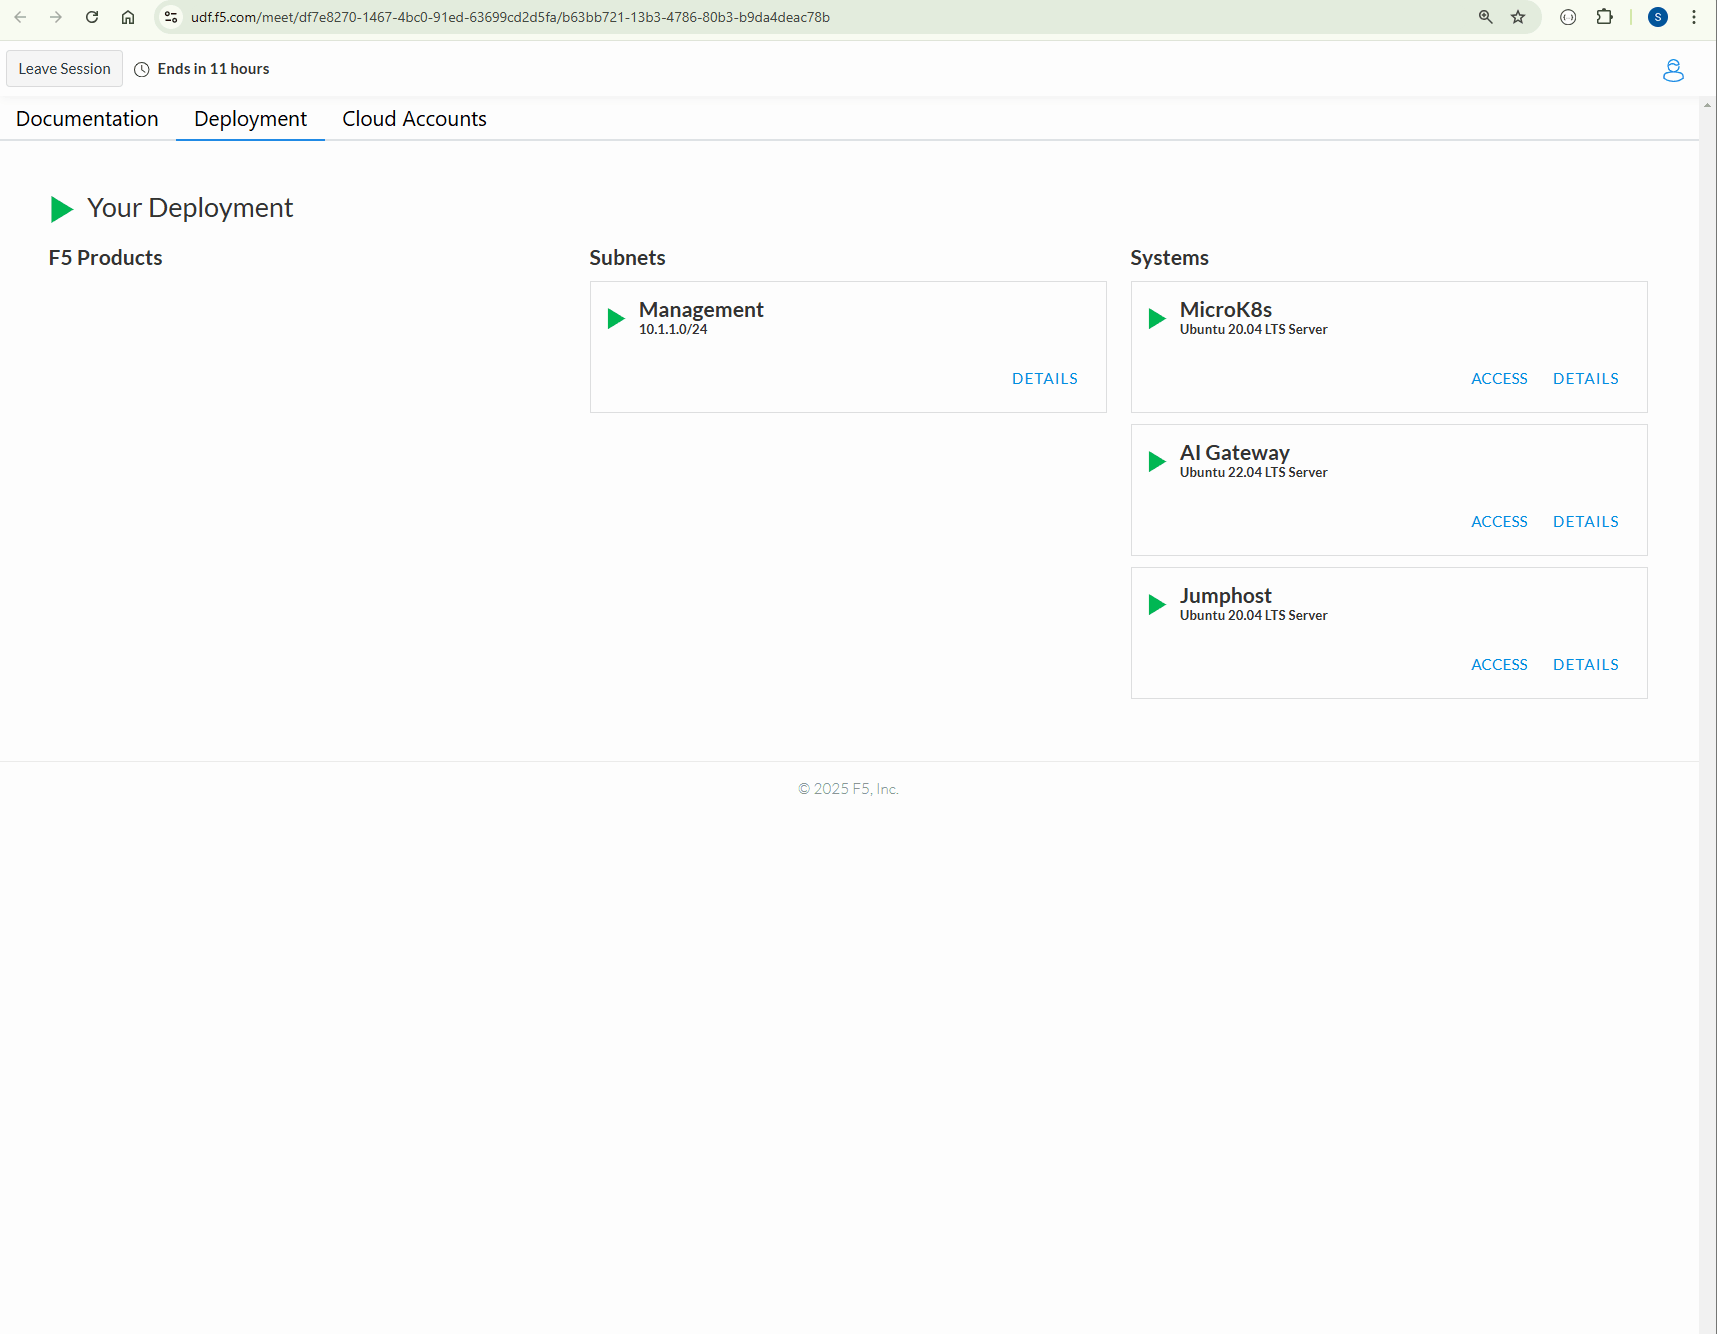 udf.f5.com/meet/df7e8270-1467-4bc0-91ed-63699cd2d5fa/b63bb721-13b3-4786-80b3-b9da4deac78b
S
Leave Session
Ends in 11 hours
Documentation
Deployment
Cloud Accounts
Your Deployment
F5 Products
Subnets
Management
10.1.1.0/24
DETAILS
Systems
MicroK8s
Ubuntu 20.04 LTS Server
ACCESS DETAILS
AI Gateway
Ubuntu 22.04 LTS Server
ACCESS DETAILS
Jumphost
Ubuntu 20.04 LTS Server
ACCESS DETAILS
© 2025 F5, Inc.